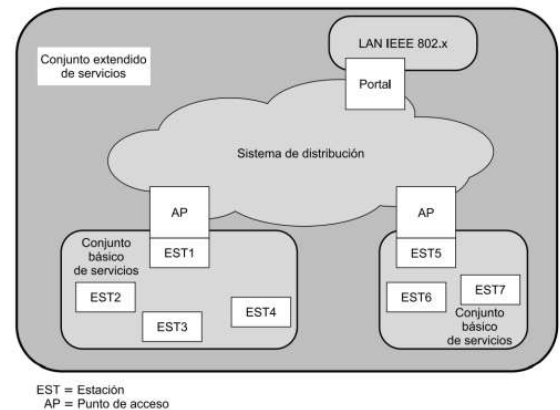 LAN IEEE 802.x
Conjunto extendido
de servicios
Portal
Sistema de distribución
AP
AP
Conjunto
básico
de servicios
EST1
EST5
EST2
EST3
EST4
EST6
EST7
Conjunto
básico
de servicios
EST = Estación
AP = Punto de acceso